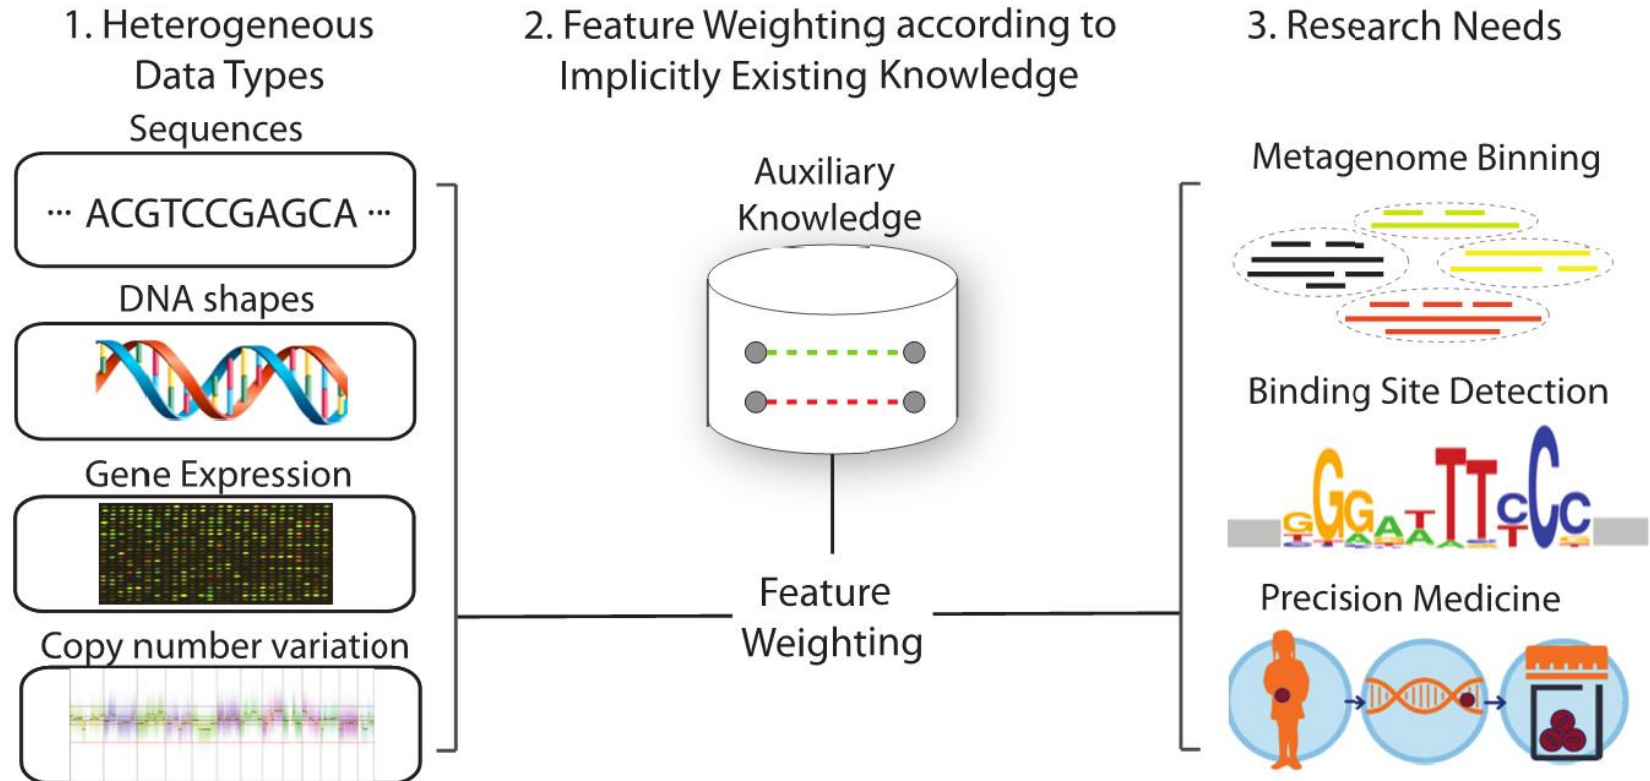 1. Heterogeneous
Data Types
Sequences
··· ACGTCCGAGCA ···
DNA shapes
Gene Expression
Copy number variation
2. Feature Weighting according to
Implicitly Existing Knowledge
Auxiliary
Knowledge
Feature
Weighting
3. Research Needs
Metagenome Binning
Binding Site Detection
GGGATTTCCC
Precision Medicine